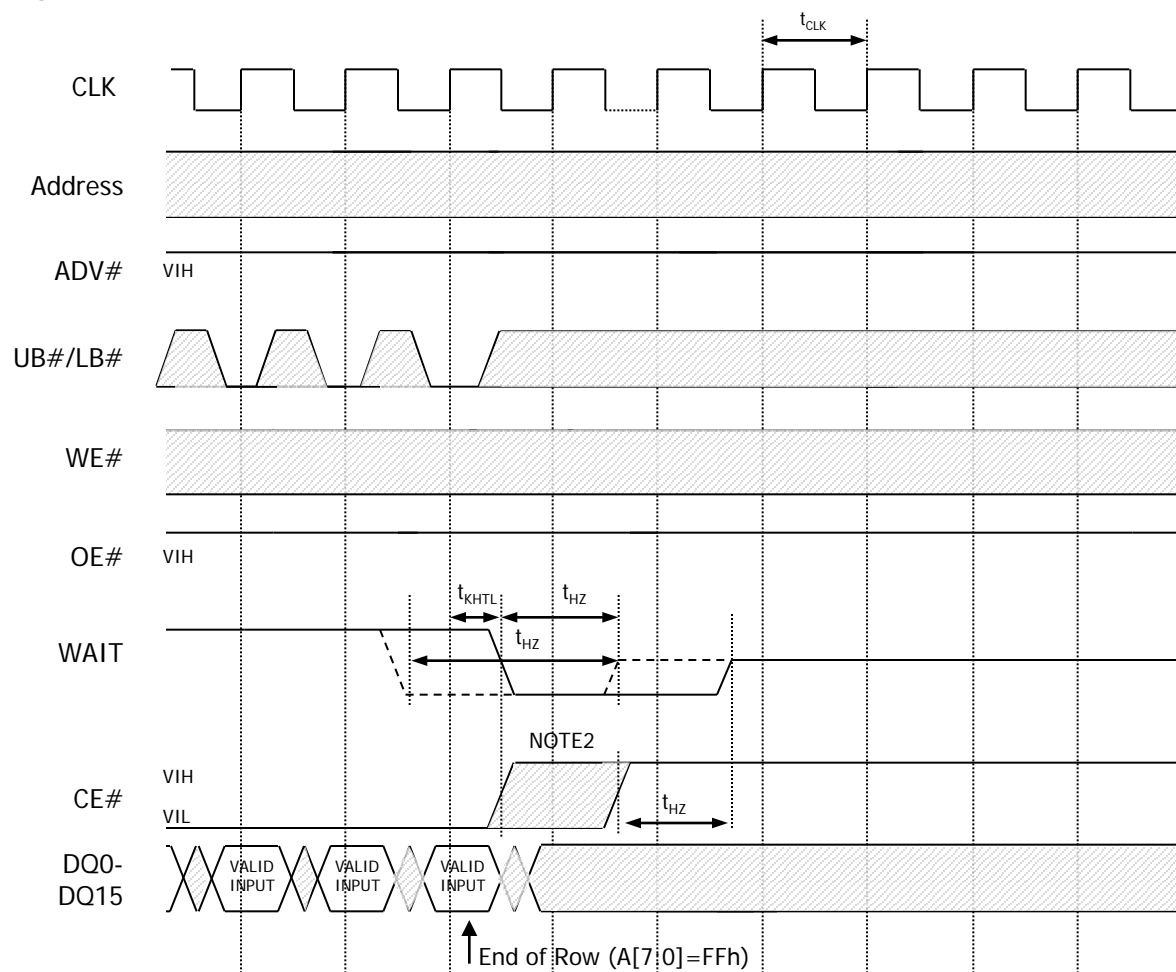 tCLK
CLK
Address
ADV#
VIH
UB#/LB#
WE#
OE#
VIH
tKHTL
tHZ
tHZ
WAIT
NOTE2
VIH
CE#
VIL
tHZ
DQ0-
DQ15
VALID
INPUT
VALID
INPUT
VALID
INPUT
End of Row (A[7:0]=FFh)